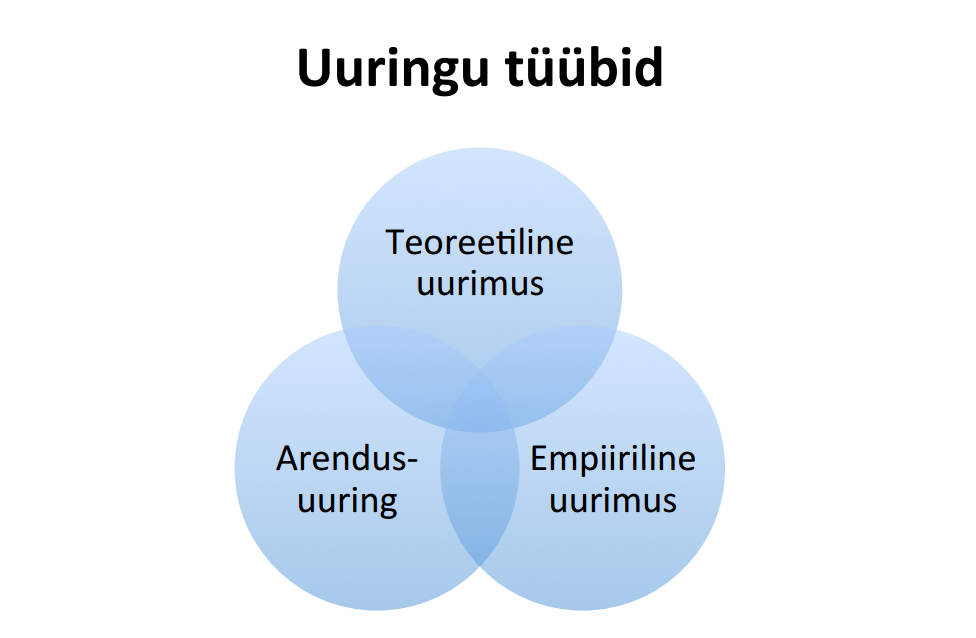 Uuringu tüübid
Teoreetiline
uurimus
Arendus-
uuring
Empiiriline
uurimus